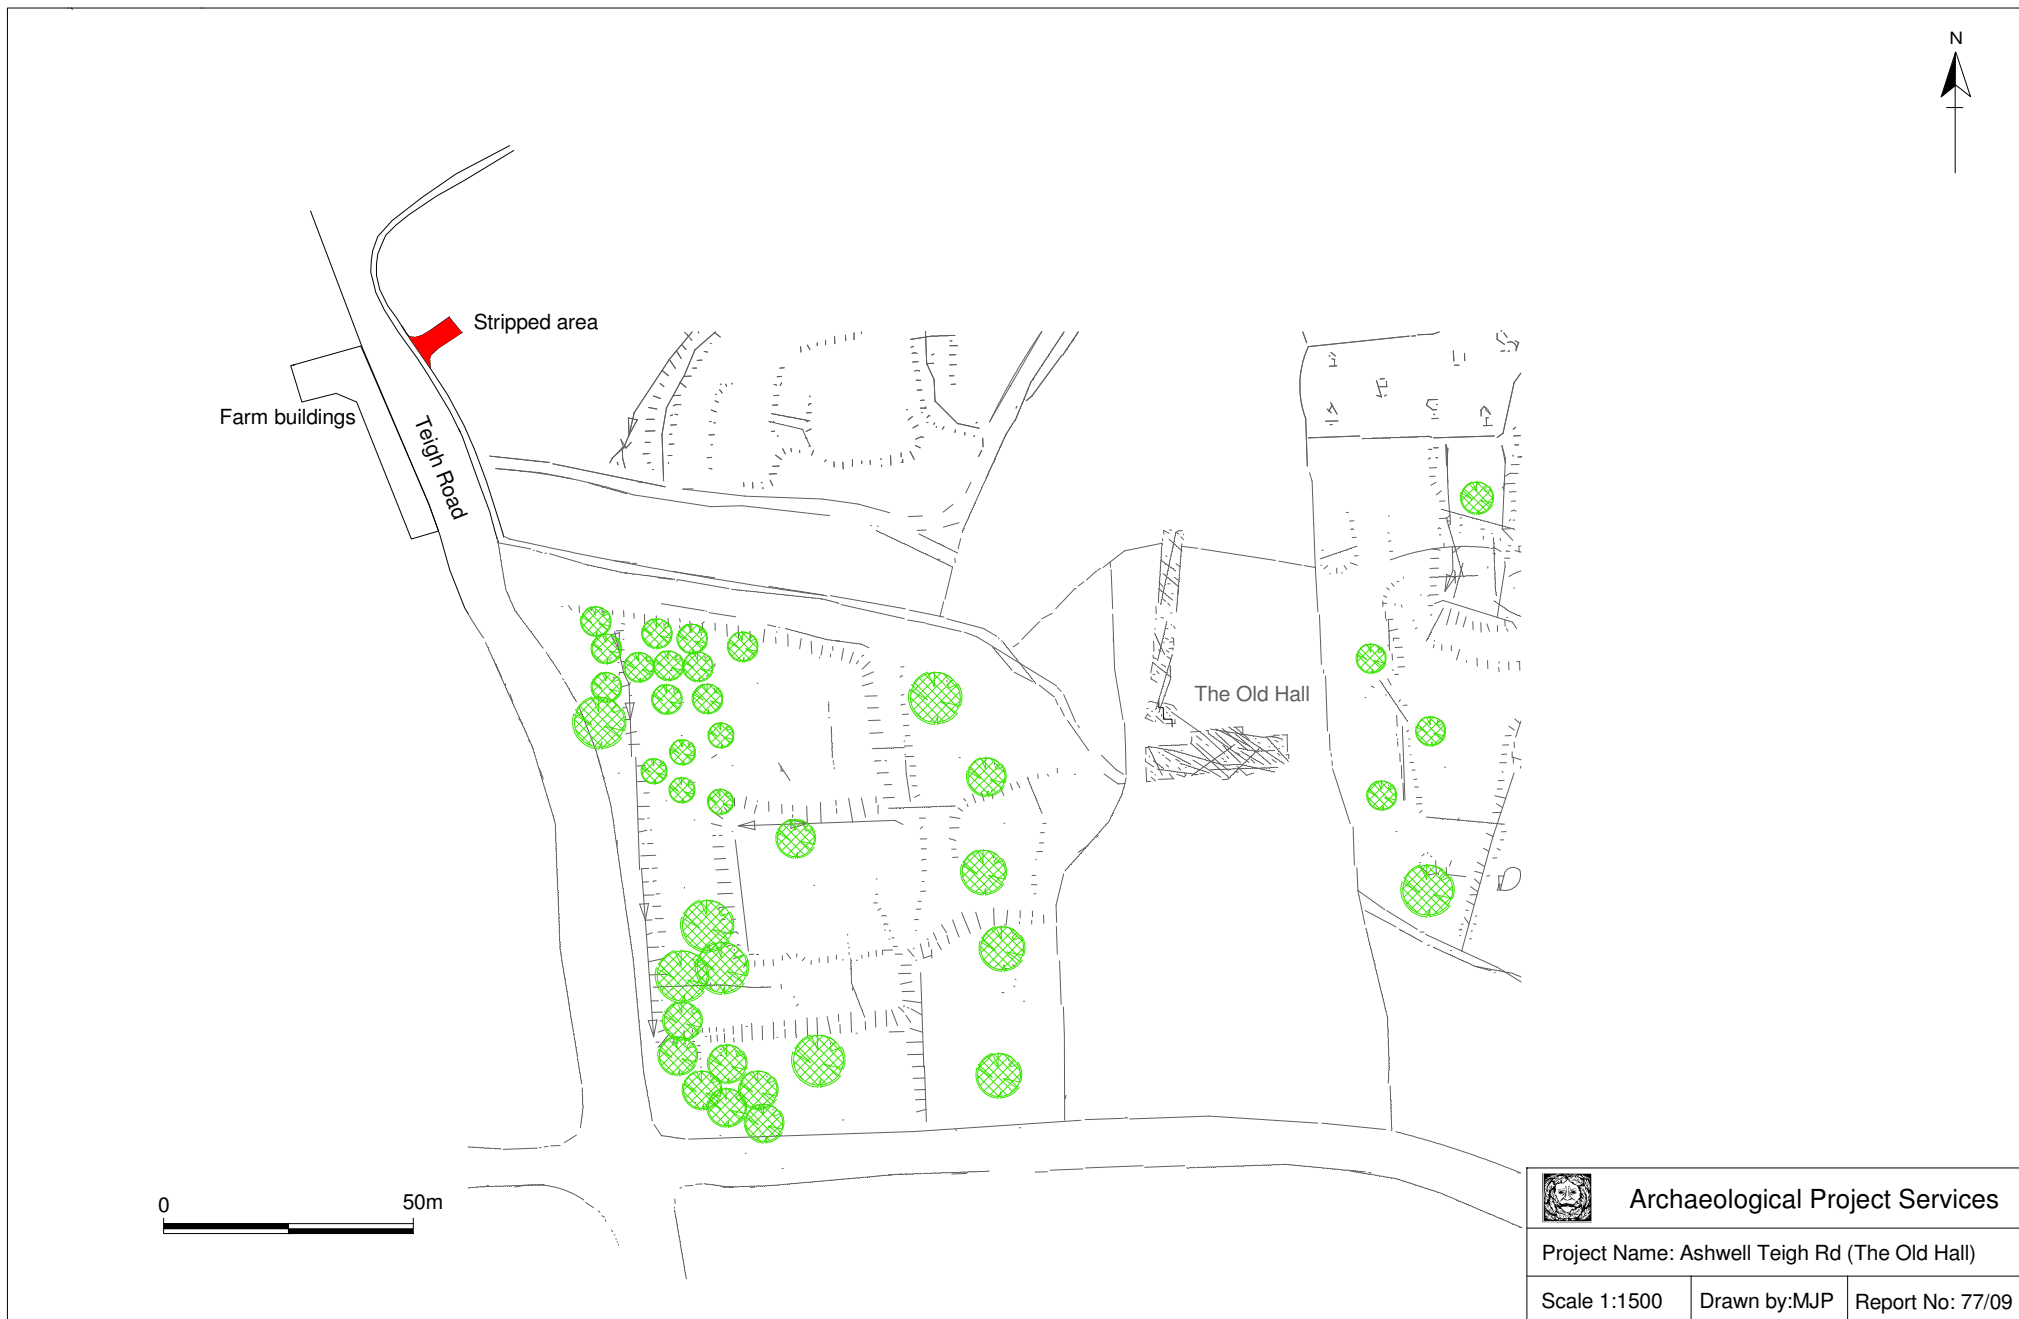 N
Stripped area
Farm buildings
Teigh Road
The Old Hall
0 50m
Archaeological Project Services
Project Name: Ashwell Teigh Rd (The Old Hall)
Scale 1:1500
Drawn by:MJP
Report No: 77/09